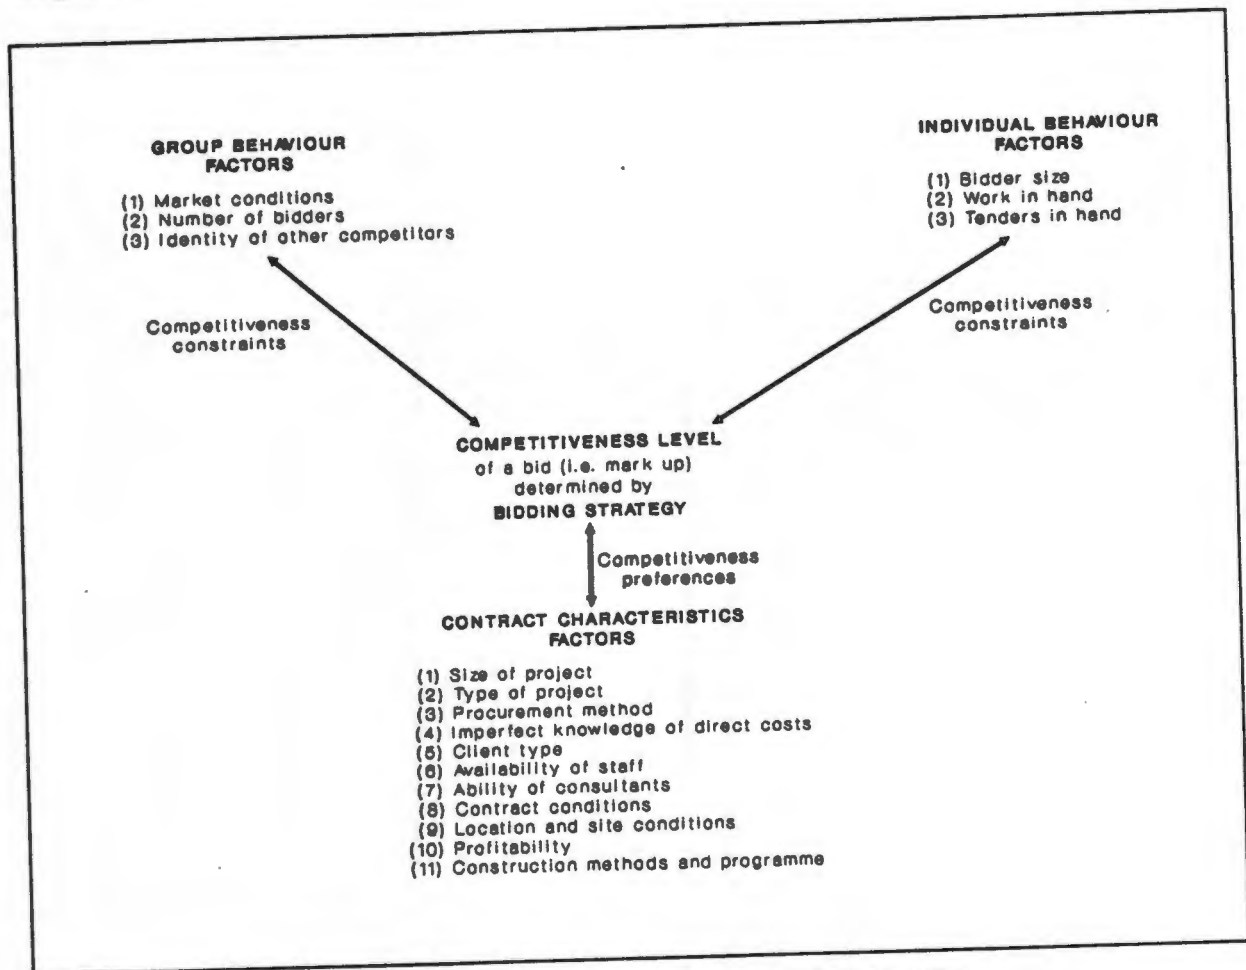 GROUP BEHAVIOUR
FACTORS
(1) Market conditions
(2) Number of bidders
(3) Identity of other competitors
INDIVIDUAL BEHAVIOUR
FACTORS
(1) Bidder size
(2) Work in hand
(3) Tenders in hand
Competitiveness
constraints
Competitiveness
constraints
COMPETITIVENESS LEVEL
of a bid (i.e. mark up)
determined by
BIDDING STRATEGY
Competitiveness
preferences
CONTRACT CHARACTERISTICS
FACTORS
(1) Size of project
(2) Type of project
(3) Procurement method
(4) Imperfect knowledge of direct costs
(5) Client type
(6) Availability of staff
(7) Ability of consultants
(8) Contract conditions
(9) Location and site conditions
(10) Profitability
(11) Construction methods and programme